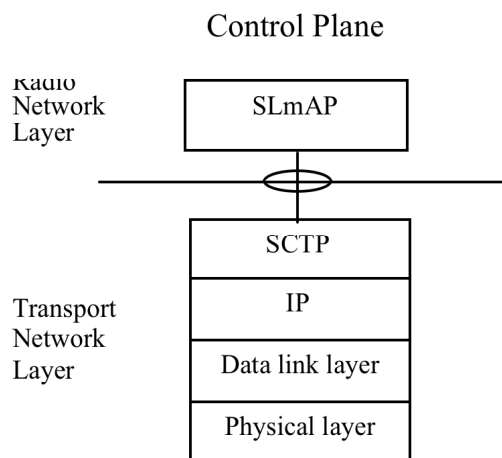 Control Plane
Radio
Network
Layer
SLmAP
SCTP
IP
Transport
Network
Layer
Data link layer
Physical layer